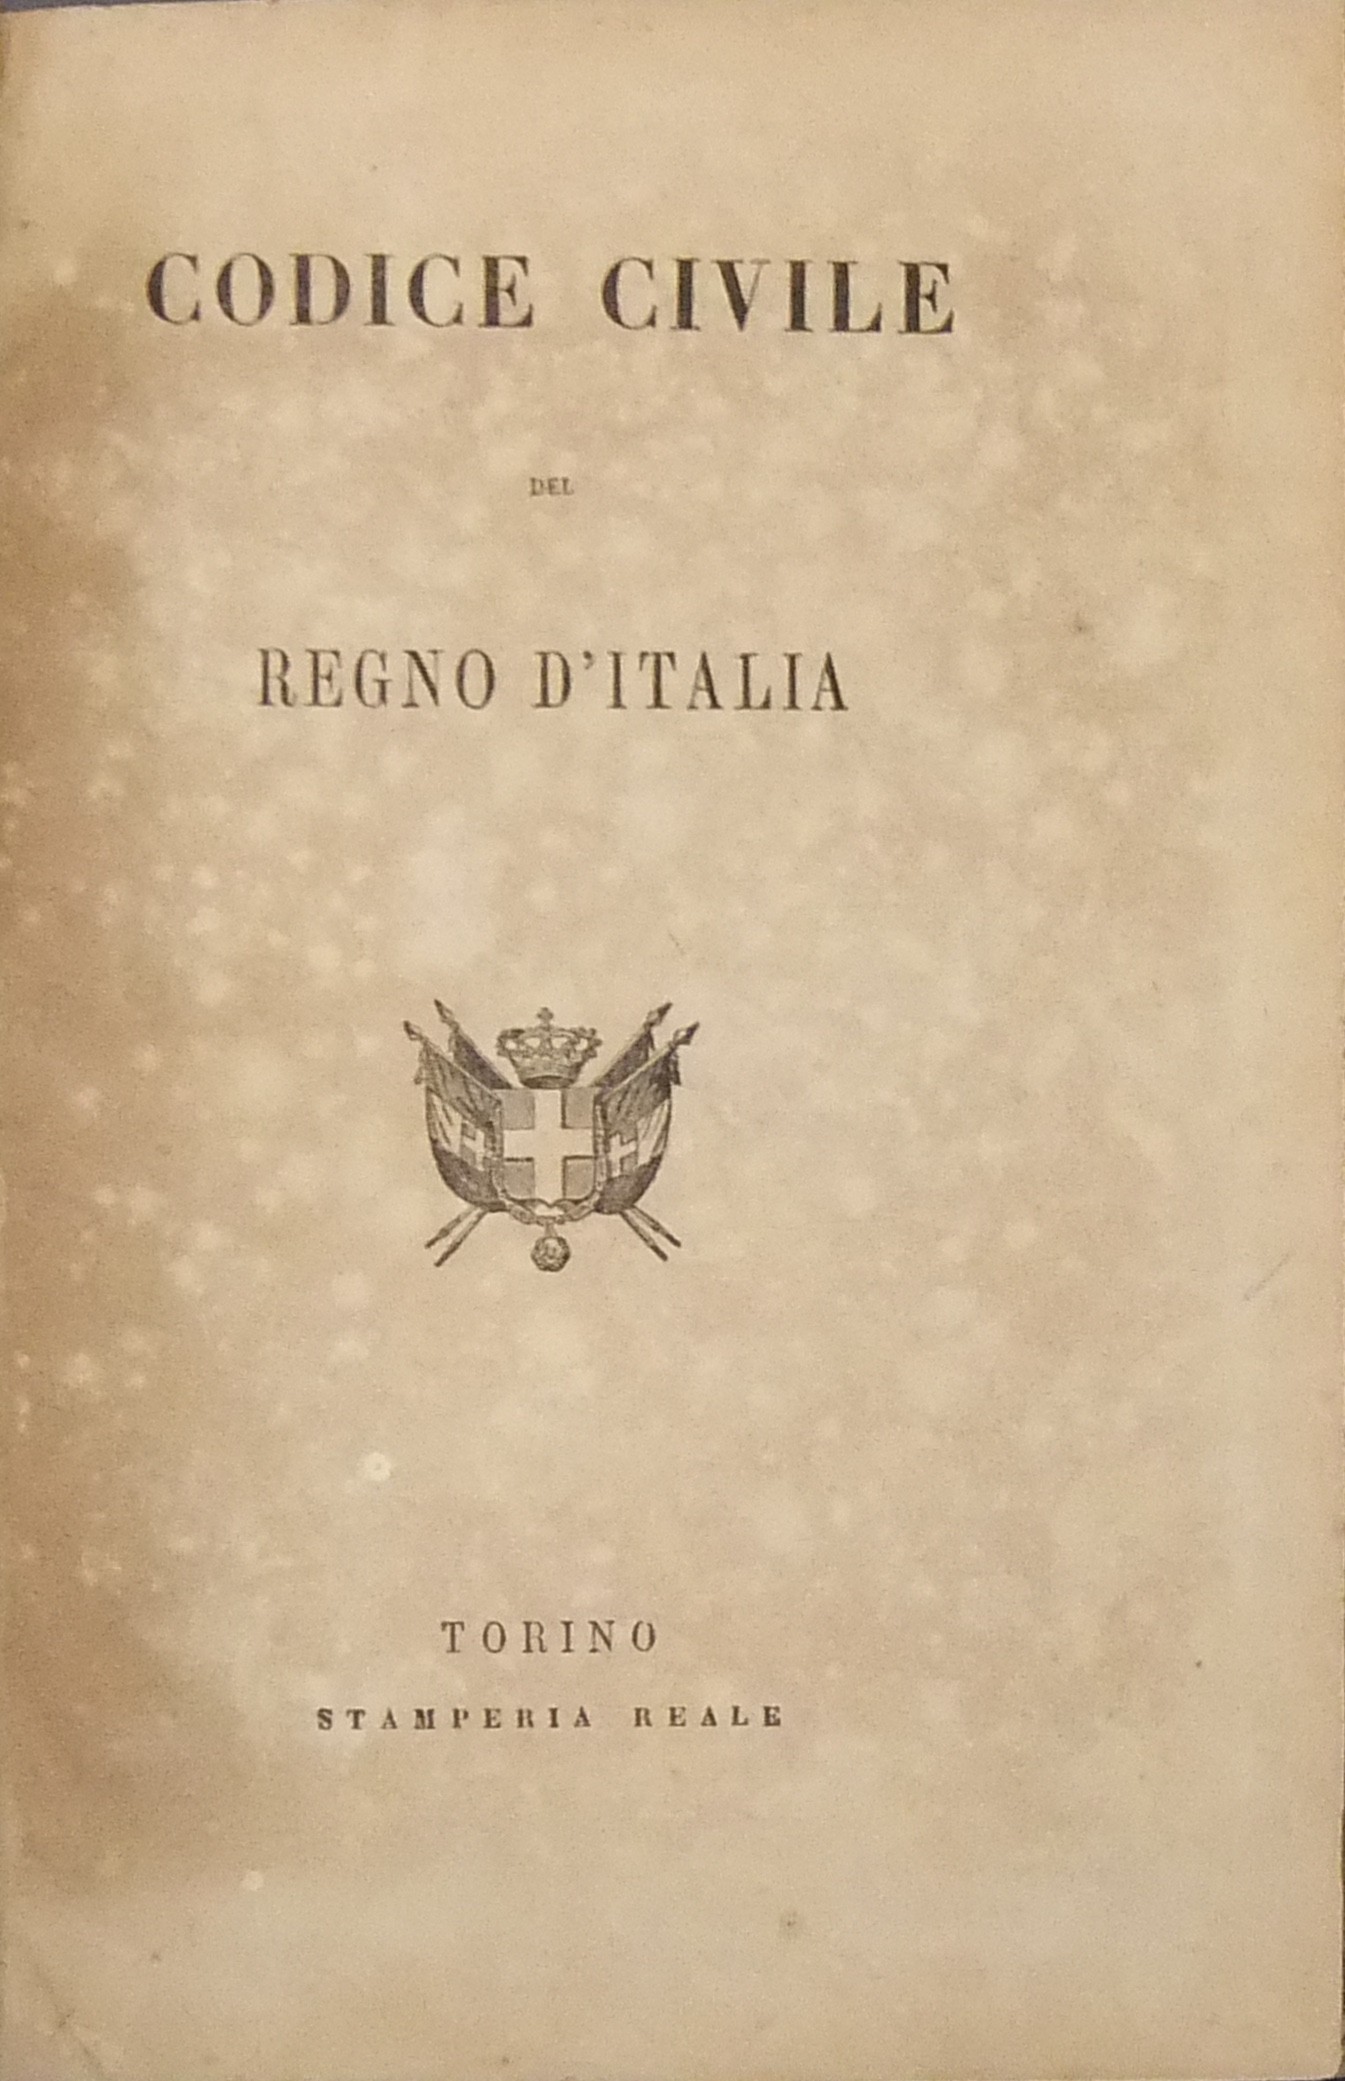 CODICE CIVILE
DEL
REGNO D'ITALIA
TORINO
STAMPERIA REALE